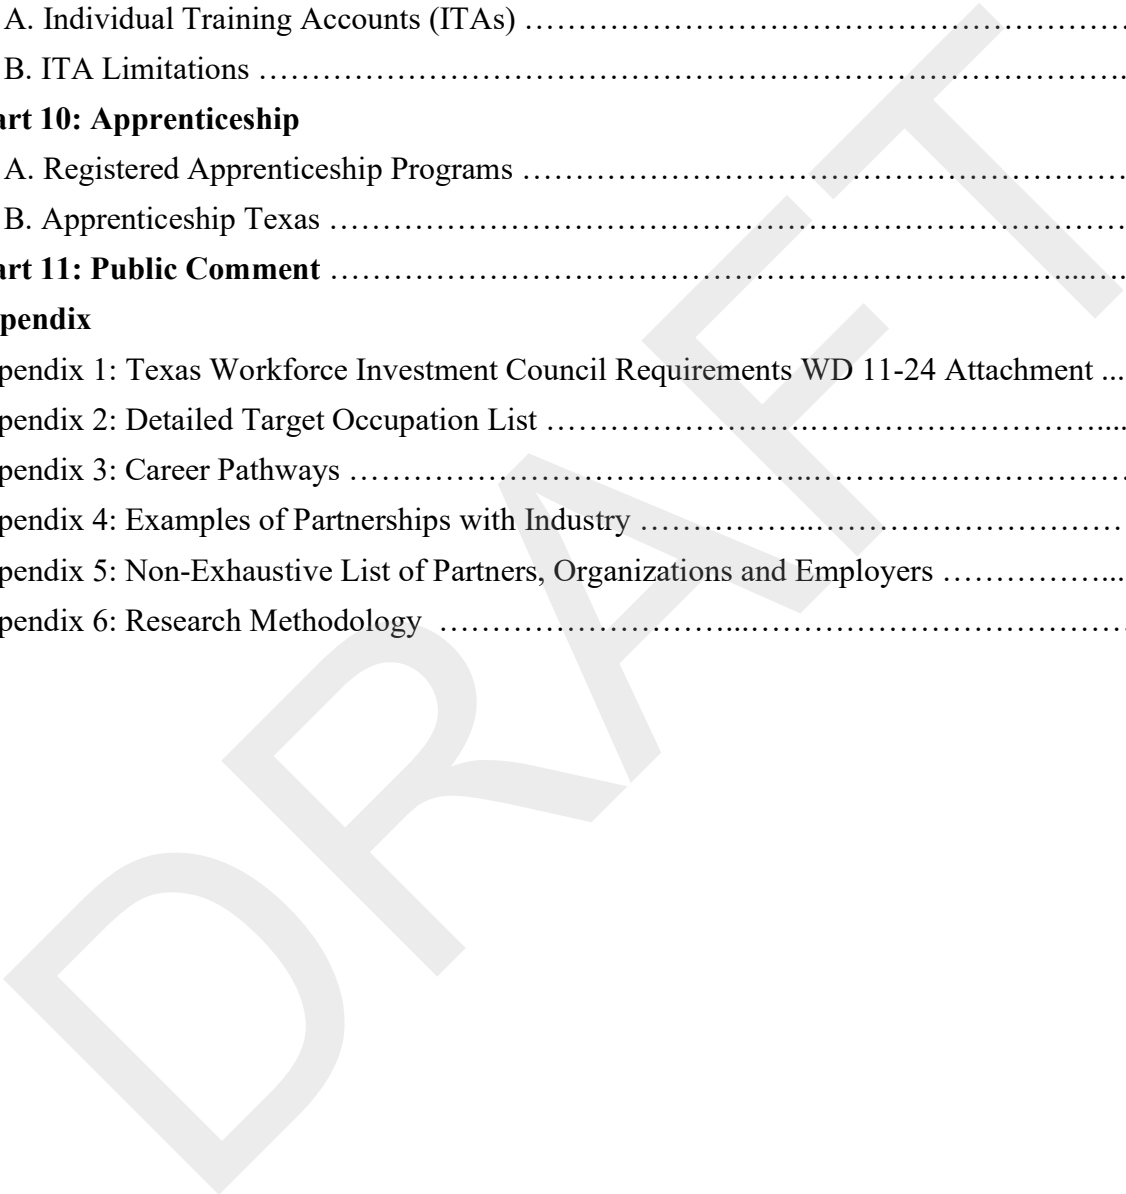 A. Individual Training Accounts (ITAs) ……………………………………………………………
B. ITA Limitations …………………………………………………………………………………….
art 10: Apprenticeship
A. Registered Apprenticeship Programs ……………………………………………………………
B. Apprenticeship Texas ………………………………………………………………………………
art 11: Public Comment ………………………………………………………………………...…..
pendix
pendix 1: Texas Workforce Investment Council Requirements WD 11-24 Attachment ...
pendix 2: Detailed Target Occupation List ……………………….……………………………....
pendix 3: Career Pathways …………………………………………..……………………………
pendix 4: Examples of Partnerships with Industry ……………..………………………………
pendix 5: Non-Exhaustive List of Partners, Organizations and Employers ……………...
pendix 6: Research Methodology ……………………………...……………………………………
DRAFT